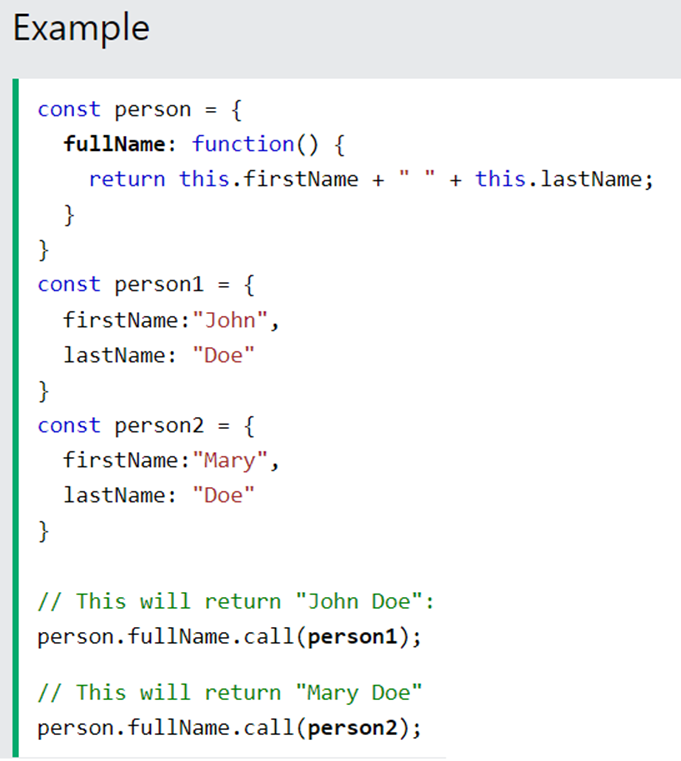 Example
const person = {
  fullName: function() {
    return this.firstName + " " + this.lastName;
  }
}
const person1 = {
  firstName:"John",
  lastName: "Doe"
}
const person2 = {
  firstName:"Mary",
  lastName: "Doe"
}
// This will return "John Doe":
person.fullName.call(person1);
// This will return "Mary Doe"
person.fullName.call(person2);